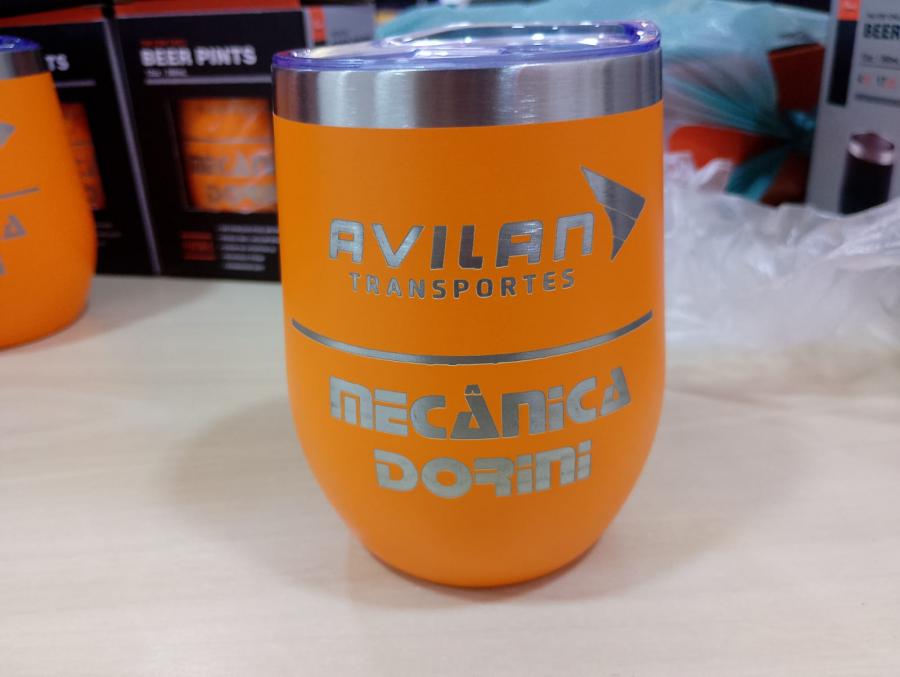 AVILAN
TRANSPORTES
MECÂNICA
DORINI
BEER PINTS
BEER